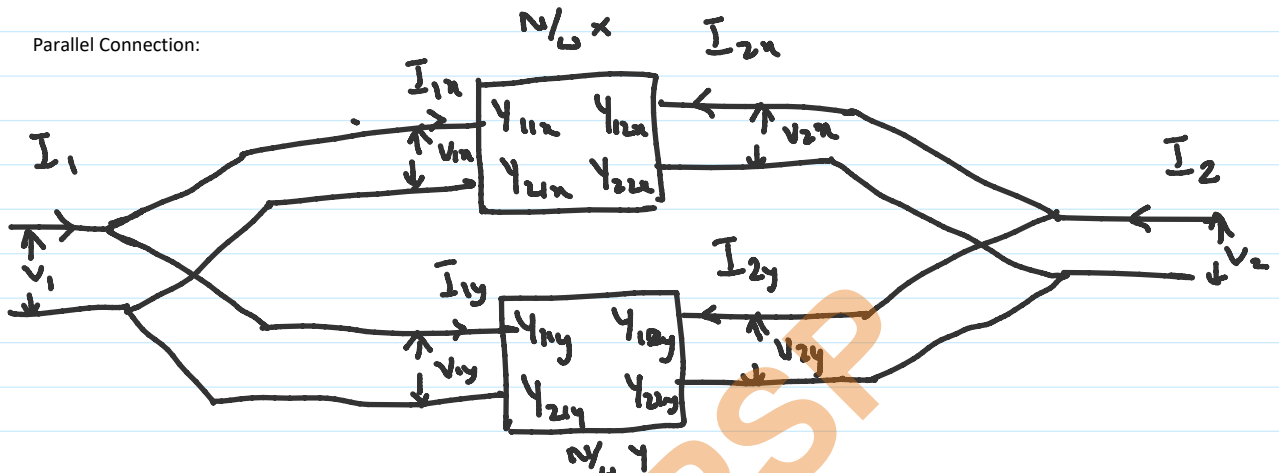 Parallel Connection:
N/ω x
I2x
I1x
Y11x Y12x
V1x
V2x
I1
Y21x Y22x
I2
V1
I2y
V2
I1y
Y11y Y12y
V2y
V1y
Y21y Y22y
PSP
N/ω Y